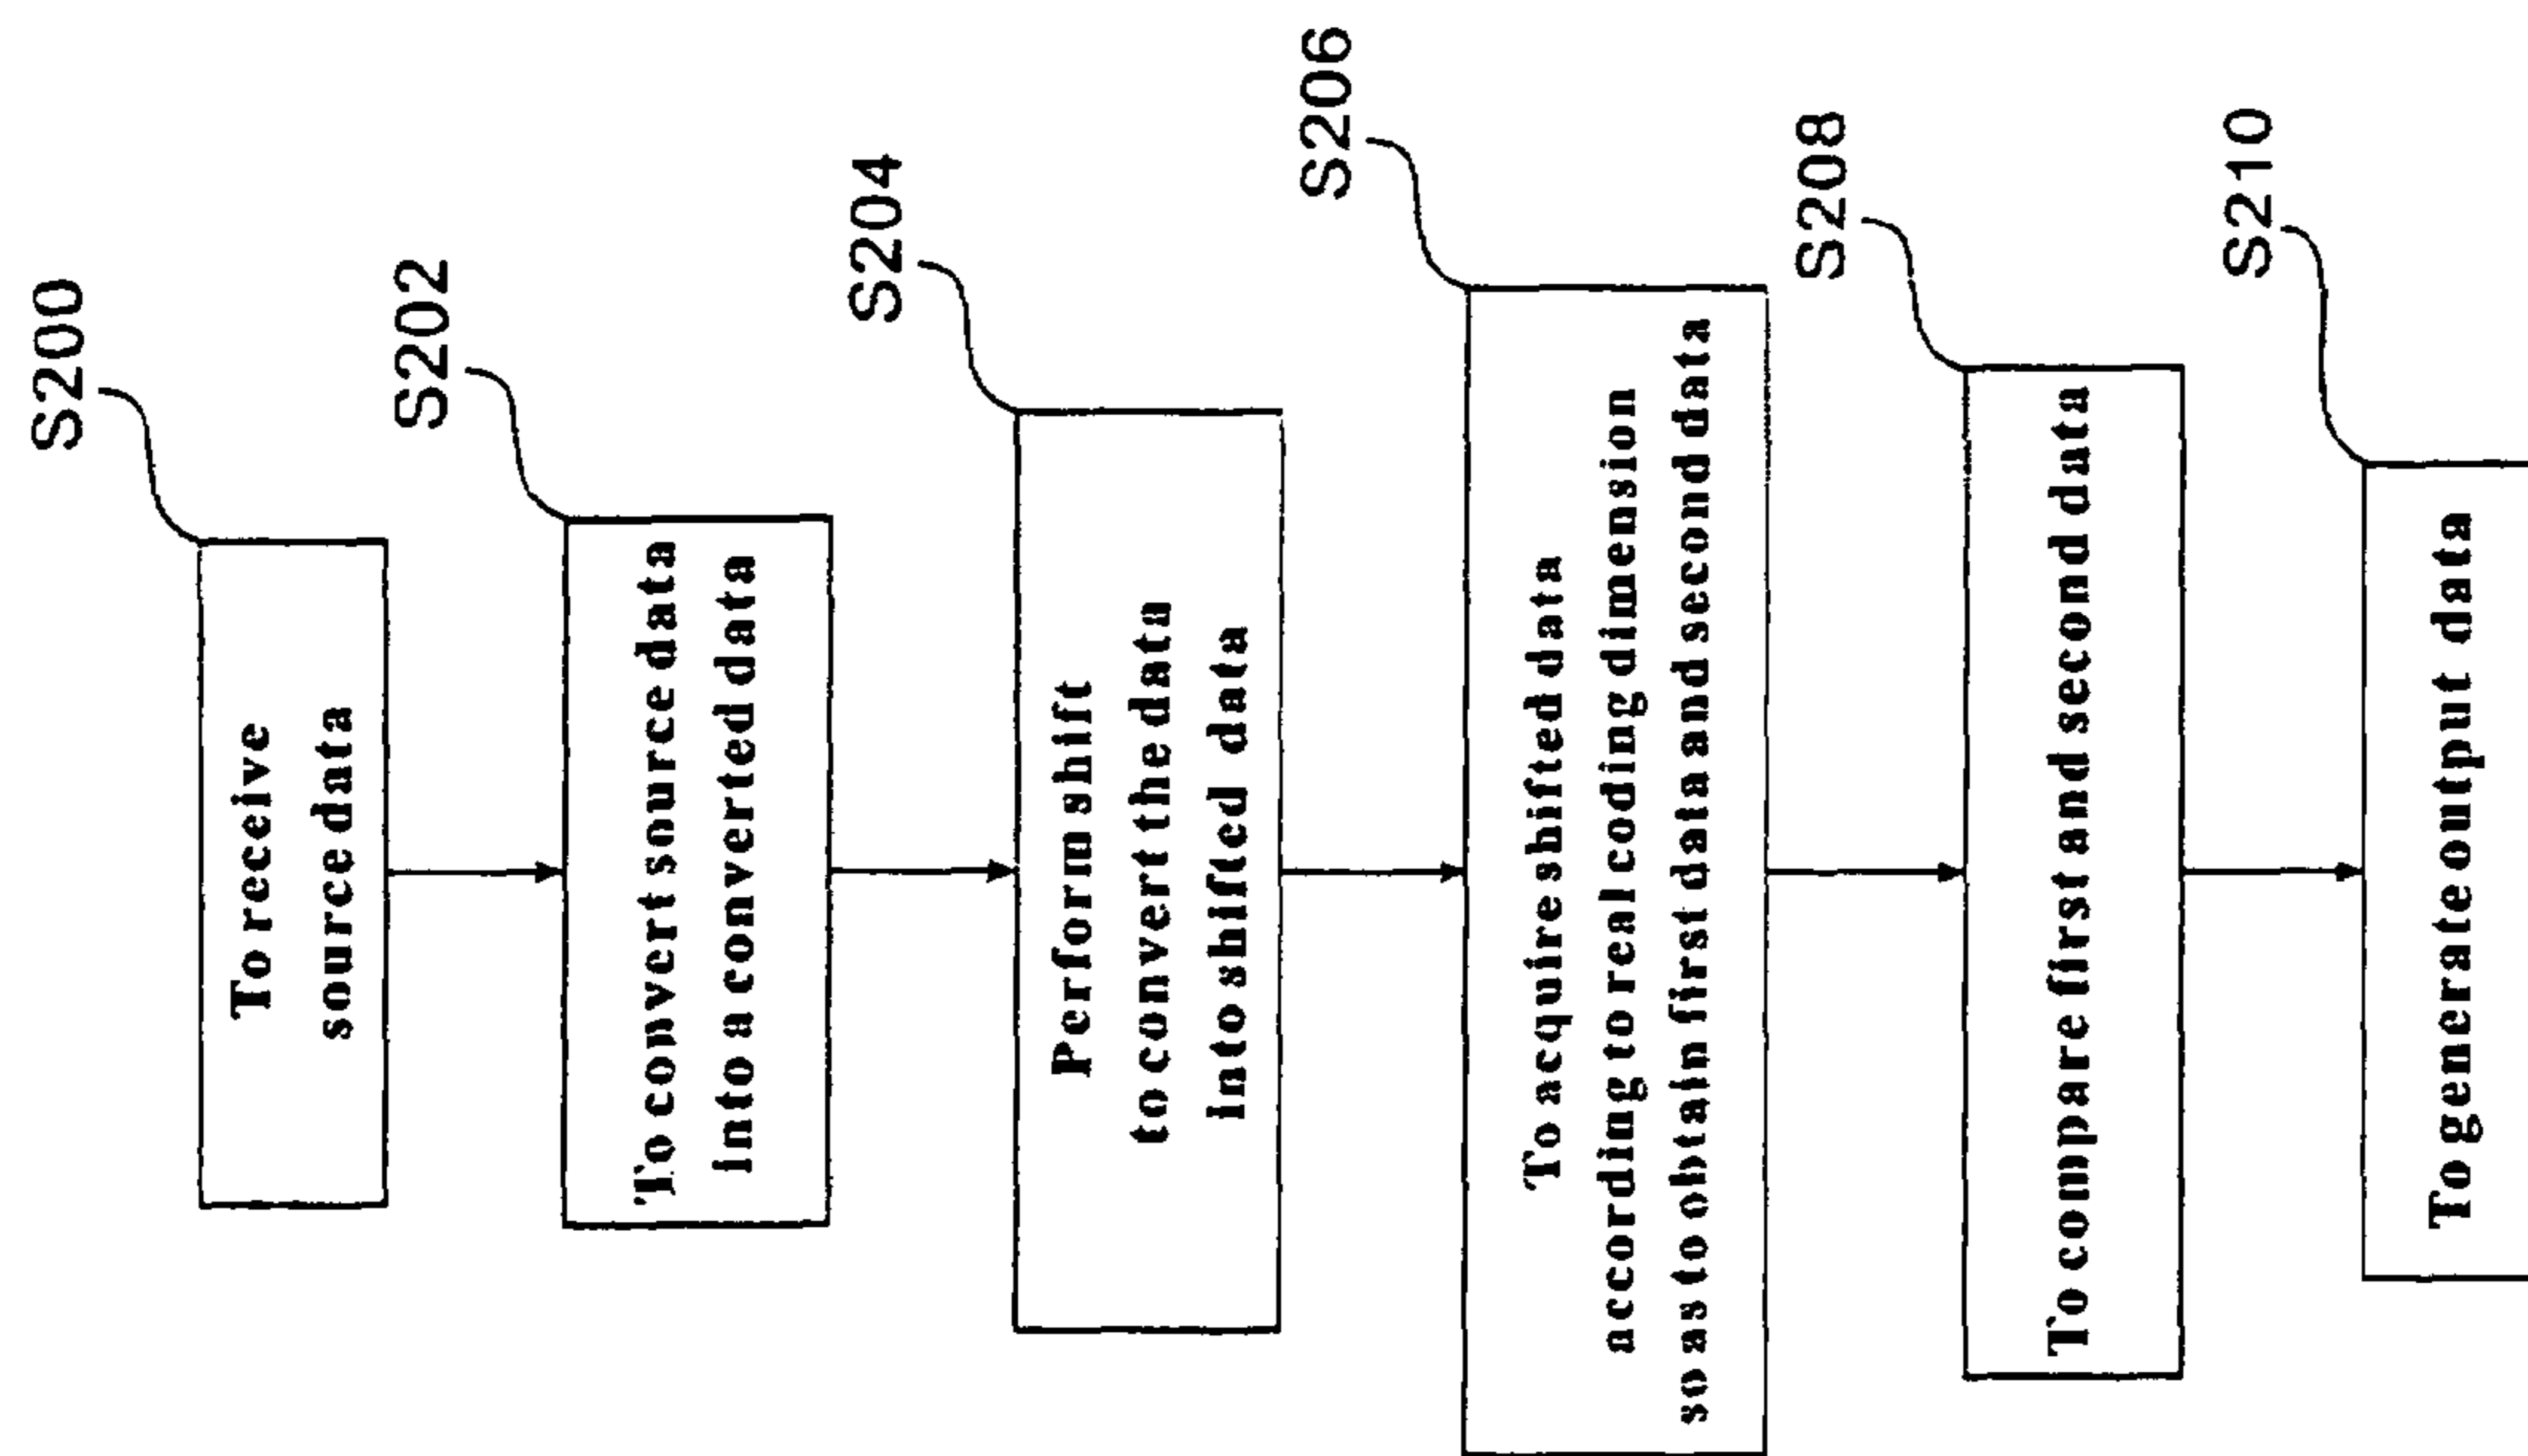 S200
To receive
source data
S202
To convert source data
into a converted data
S204
Perform shift
to convert the data
into shifted data
S206
To acquire shifted data
according to real coding dimension
so as to obtain first data and second data
S208
To compare first and second data
S210
To generate output data